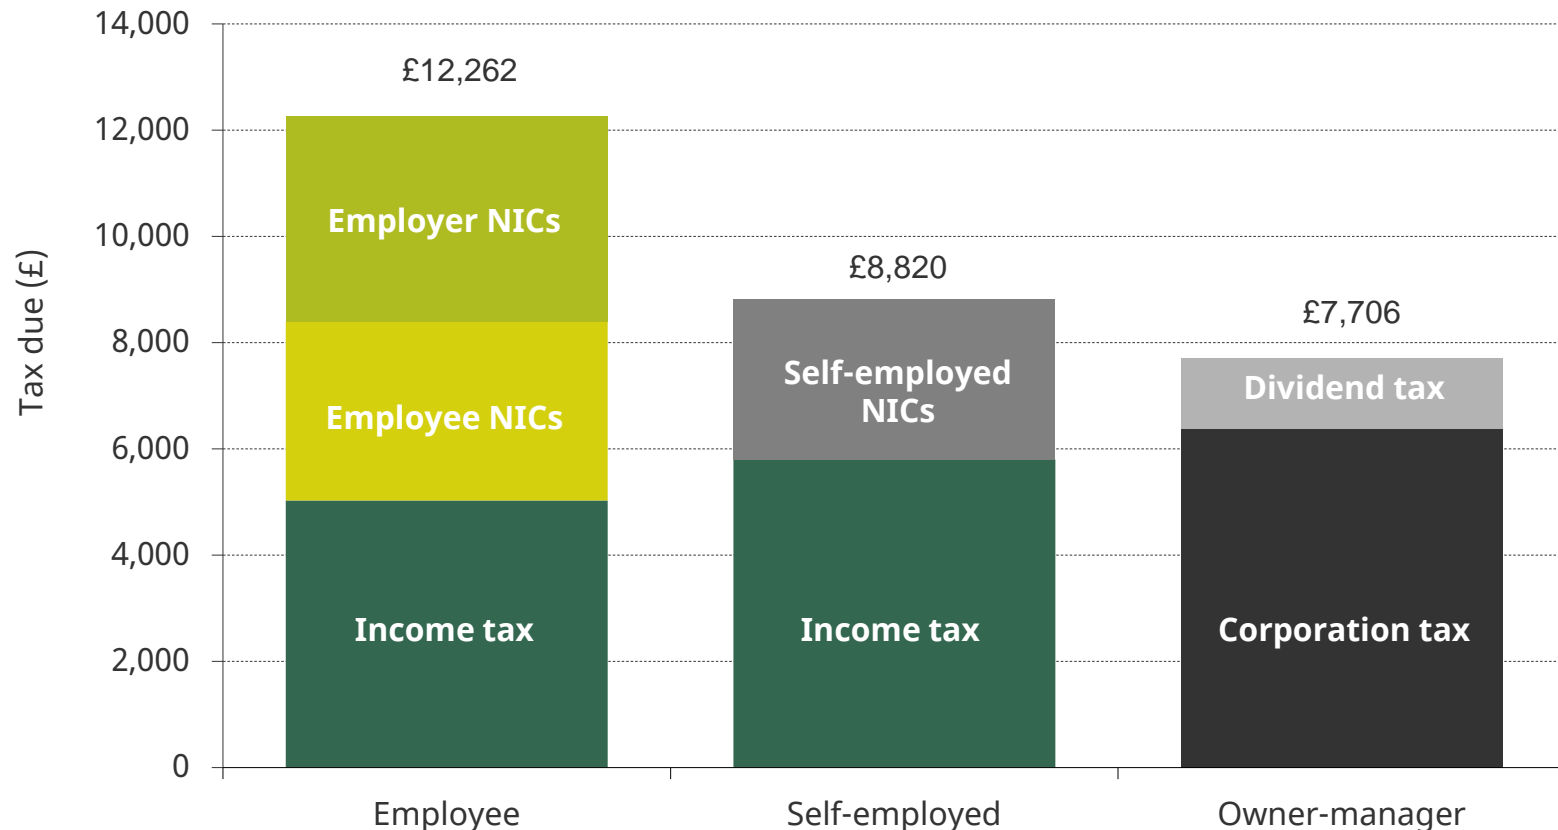 14,000
12,000
10,000
8,000
6,000
4,000
2,000
0
Tax due (£)
£12,262
Employer NICs
Employee NICs
Income tax
£8,820
Self-employed
NICs
Income tax
£7,706
Dividend tax
Corporation tax
Employee
Self-employed
Owner-manager